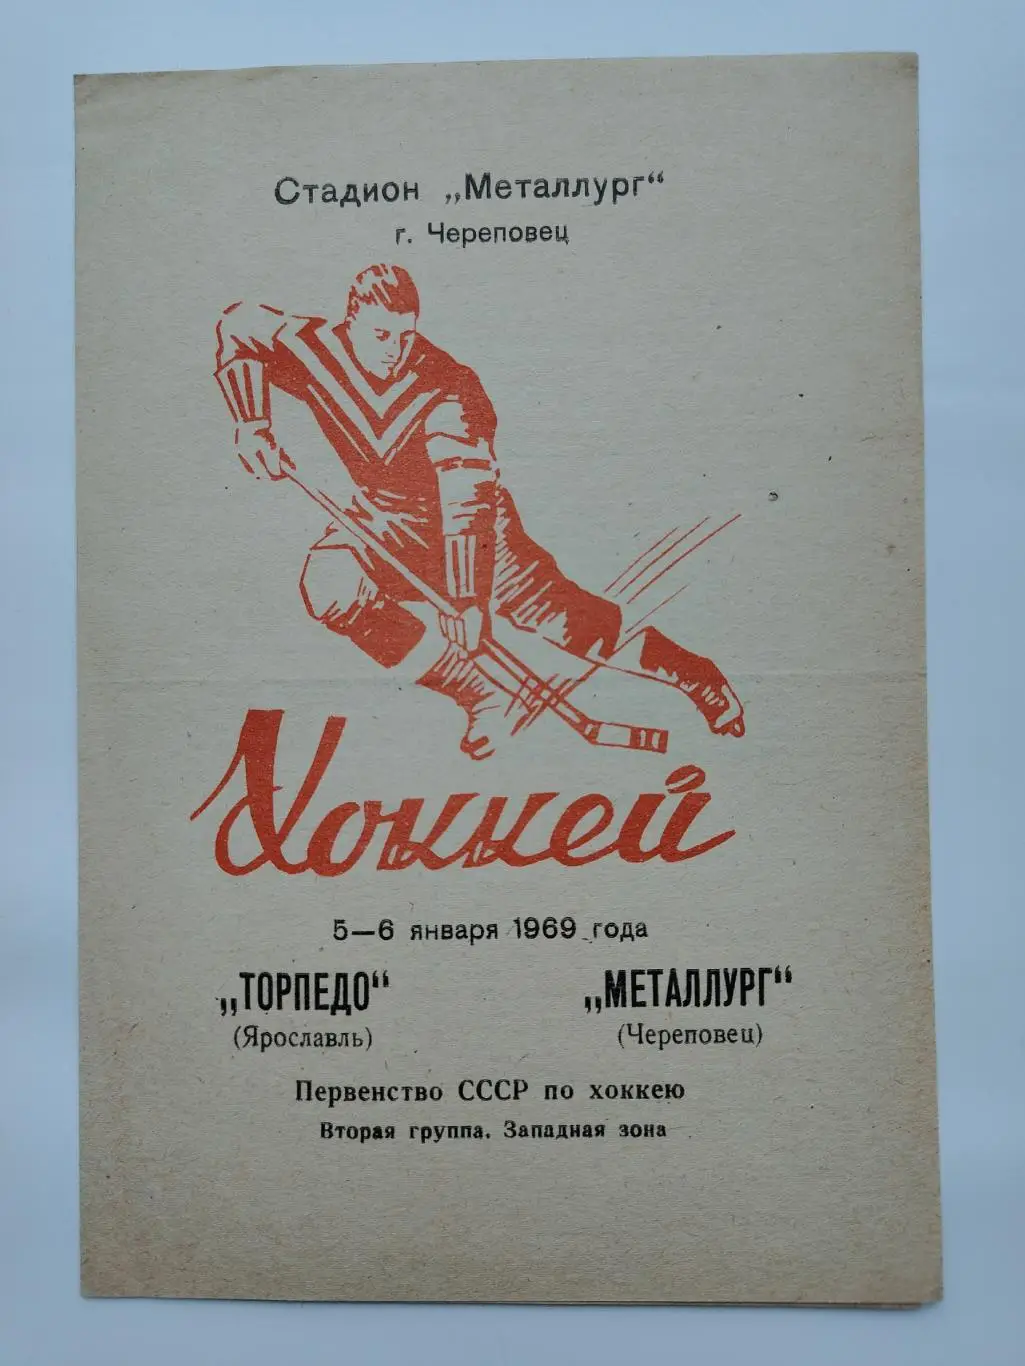 Стадион „Металлург“
г. Череповец
Хоккей
5—6 января 1969 года
„ТОРПЕДО“ „МЕТАЛЛУРГ“
(Ярославль) (Череповец)
Первенство СССР по хоккею
Вторая группа. Западная зона